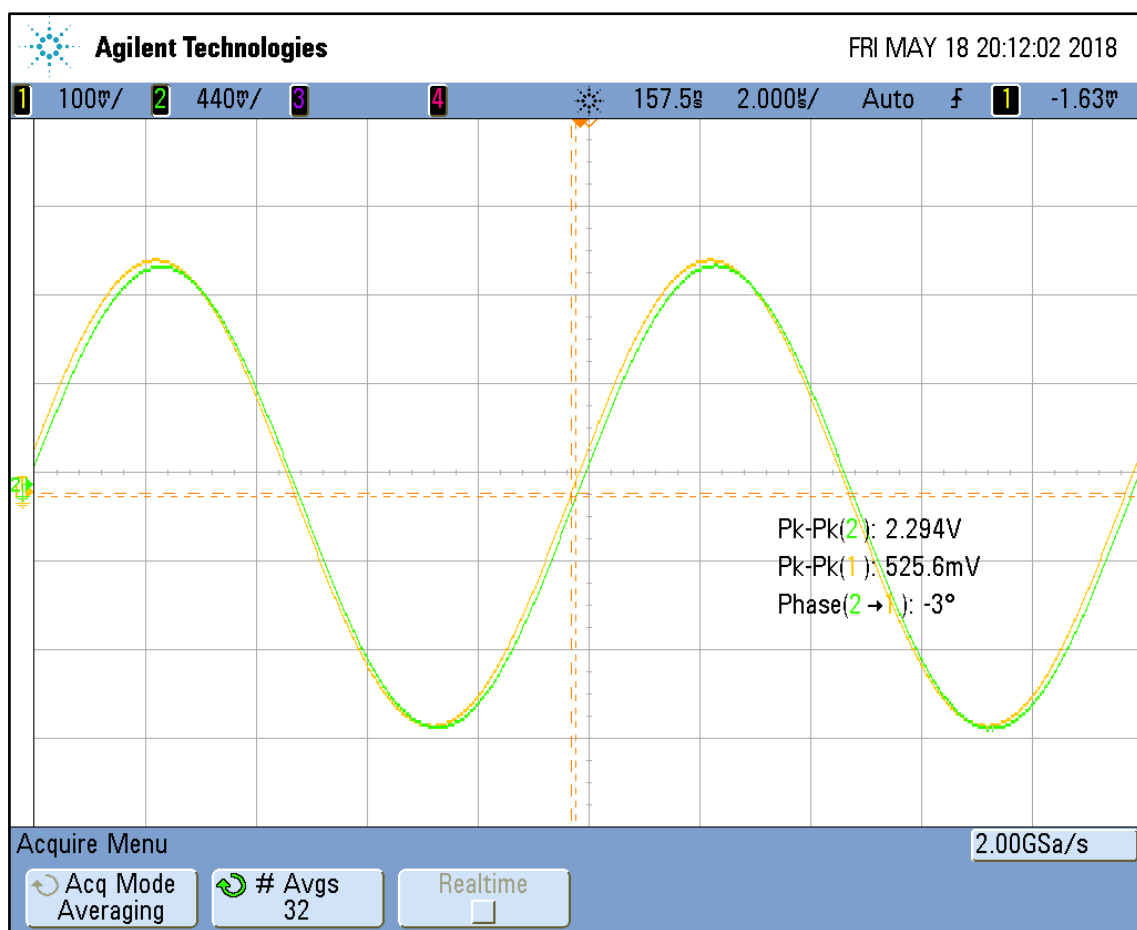 Agilent Technologies FRI MAY 18 20:12:02 2018
1 100mV/ 2 440mV/ 3 4 157.5ns 2.000µs/ Auto 1 -1.63mV
2
Pk-Pk(2): 2.294V
Pk-Pk(1): 525.6mV
Phase(2→1): -3°
Acquire Menu 2.00GSa/s
Acq Mode # Avgs Realtime
Averaging 32